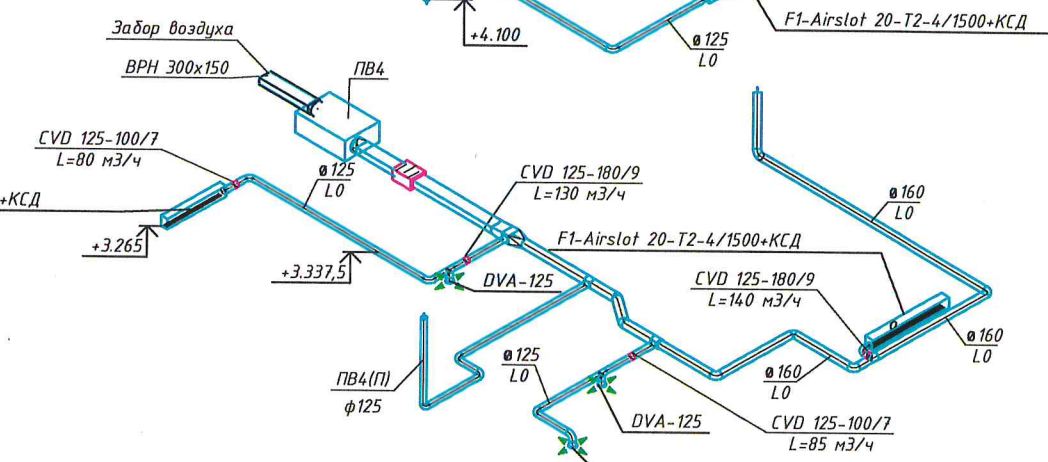 +4.100
ø125
L0
F1-Airslot 20-T2-4/1500+КСД
Забор воздуха
ВРН 300х150
ПВ4
CVD 125-100/7
L=80 м3/ч
ø125
L0
CVD 125-180/9
L=130 м3/ч
+КСД
+3.265
+3.337,5
DVA-125
F1-Airslot 20-T2-4/1500+КСД
ø160
L0
CVD 125-180/9
L=140 м3/ч
ø160
L0
ø160
L0
ПВ4(П)
ф125
ø125
L0
DVA-125
CVD 125-100/7
L=85 м3/ч